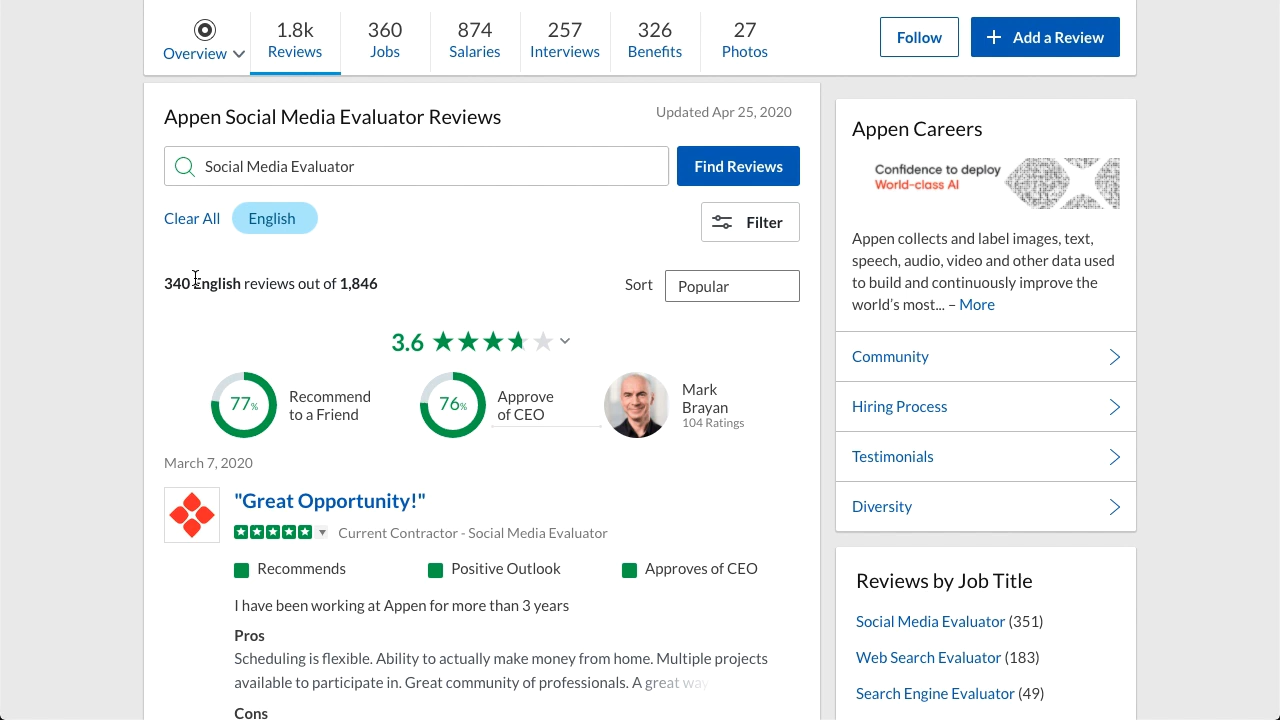 Overview
1.8k
Reviews
360
Jobs
874
Salaries
257
Interviews
326
Benefits
27
Photos
Follow
+ Add a Review
Appen Social Media Evaluator Reviews
Updated Apr 25, 2020
Social Media Evaluator
Find Reviews
Clear All
English
Filter
340 English reviews out of 1,846
Sort
Popular
3.6
77%
Recommend
to a Friend
76%
Approve
of CEO
Mark
Brayan
104 Ratings
March 7, 2020
"Great Opportunity!"
Current Contractor - Social Media Evaluator
Recommends
Positive Outlook
Approves of CEO
I have been working at Appen for more than 3 years
Pros
Scheduling is flexible. Ability to actually make money from home. Multiple projects
available to participate in. Great community of professionals. A great way
Cons
Appen Careers
Confidence to deploy
World-class AI
Appen collects and label images, text,
speech, audio, video and other data used
to build and continuously improve the
world's most... – More
Community
Hiring Process
Testimonials
Diversity
Reviews by Job Title
Social Media Evaluator (351)
Web Search Evaluator (183)
Search Engine Evaluator (49)